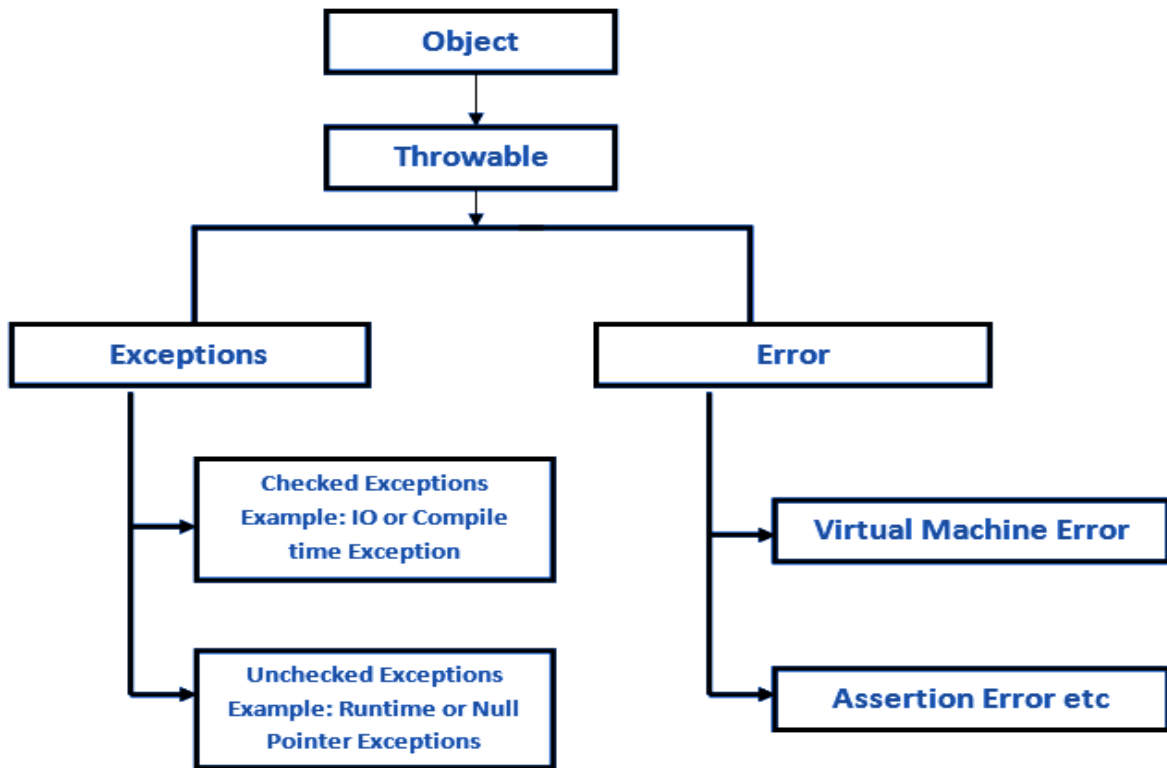 Object
Throwable
Exceptions
Error
Checked Exceptions
Example: IO or Compile
time Exception
Virtual Machine Error
Unchecked Exceptions
Example: Runtime or Null
Pointer Exceptions
Assertion Error etc